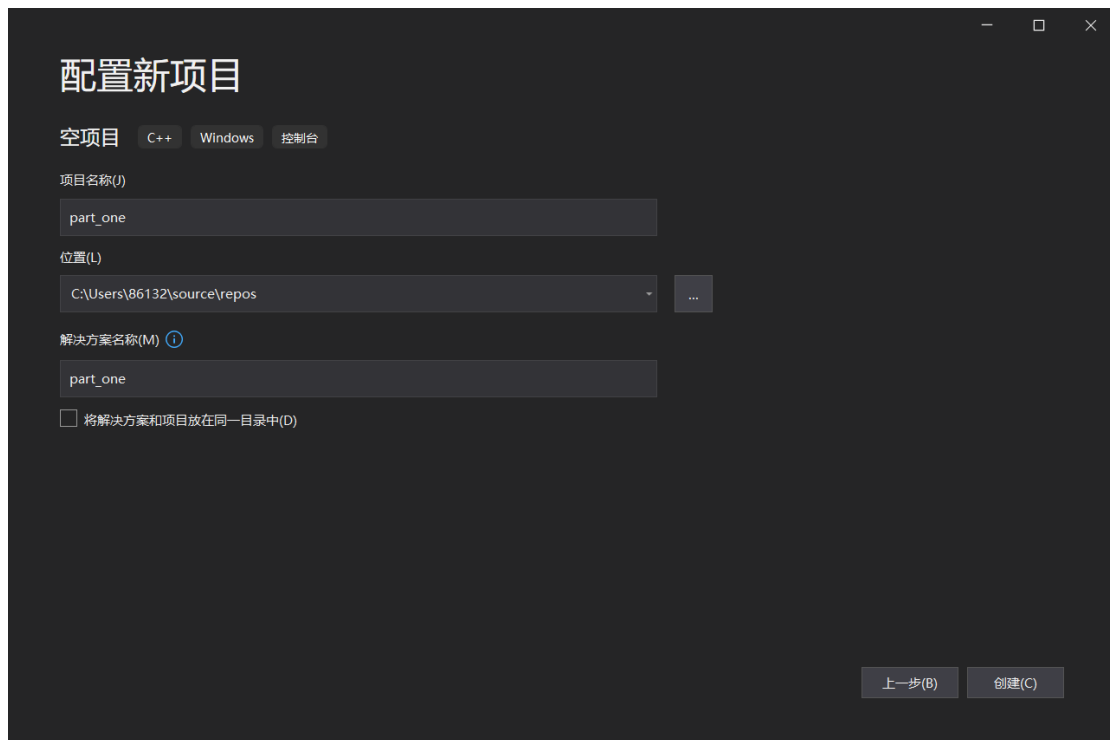 配置新项目
空项目 C++ Windows 控制台
项目名称(J)
part_one
位置(L)
C:\Users\86132\source\repos
...
解决方案名称(M)
part_one
将解决方案和项目放在同一目录中(D)
上一步(B) 创建(C)